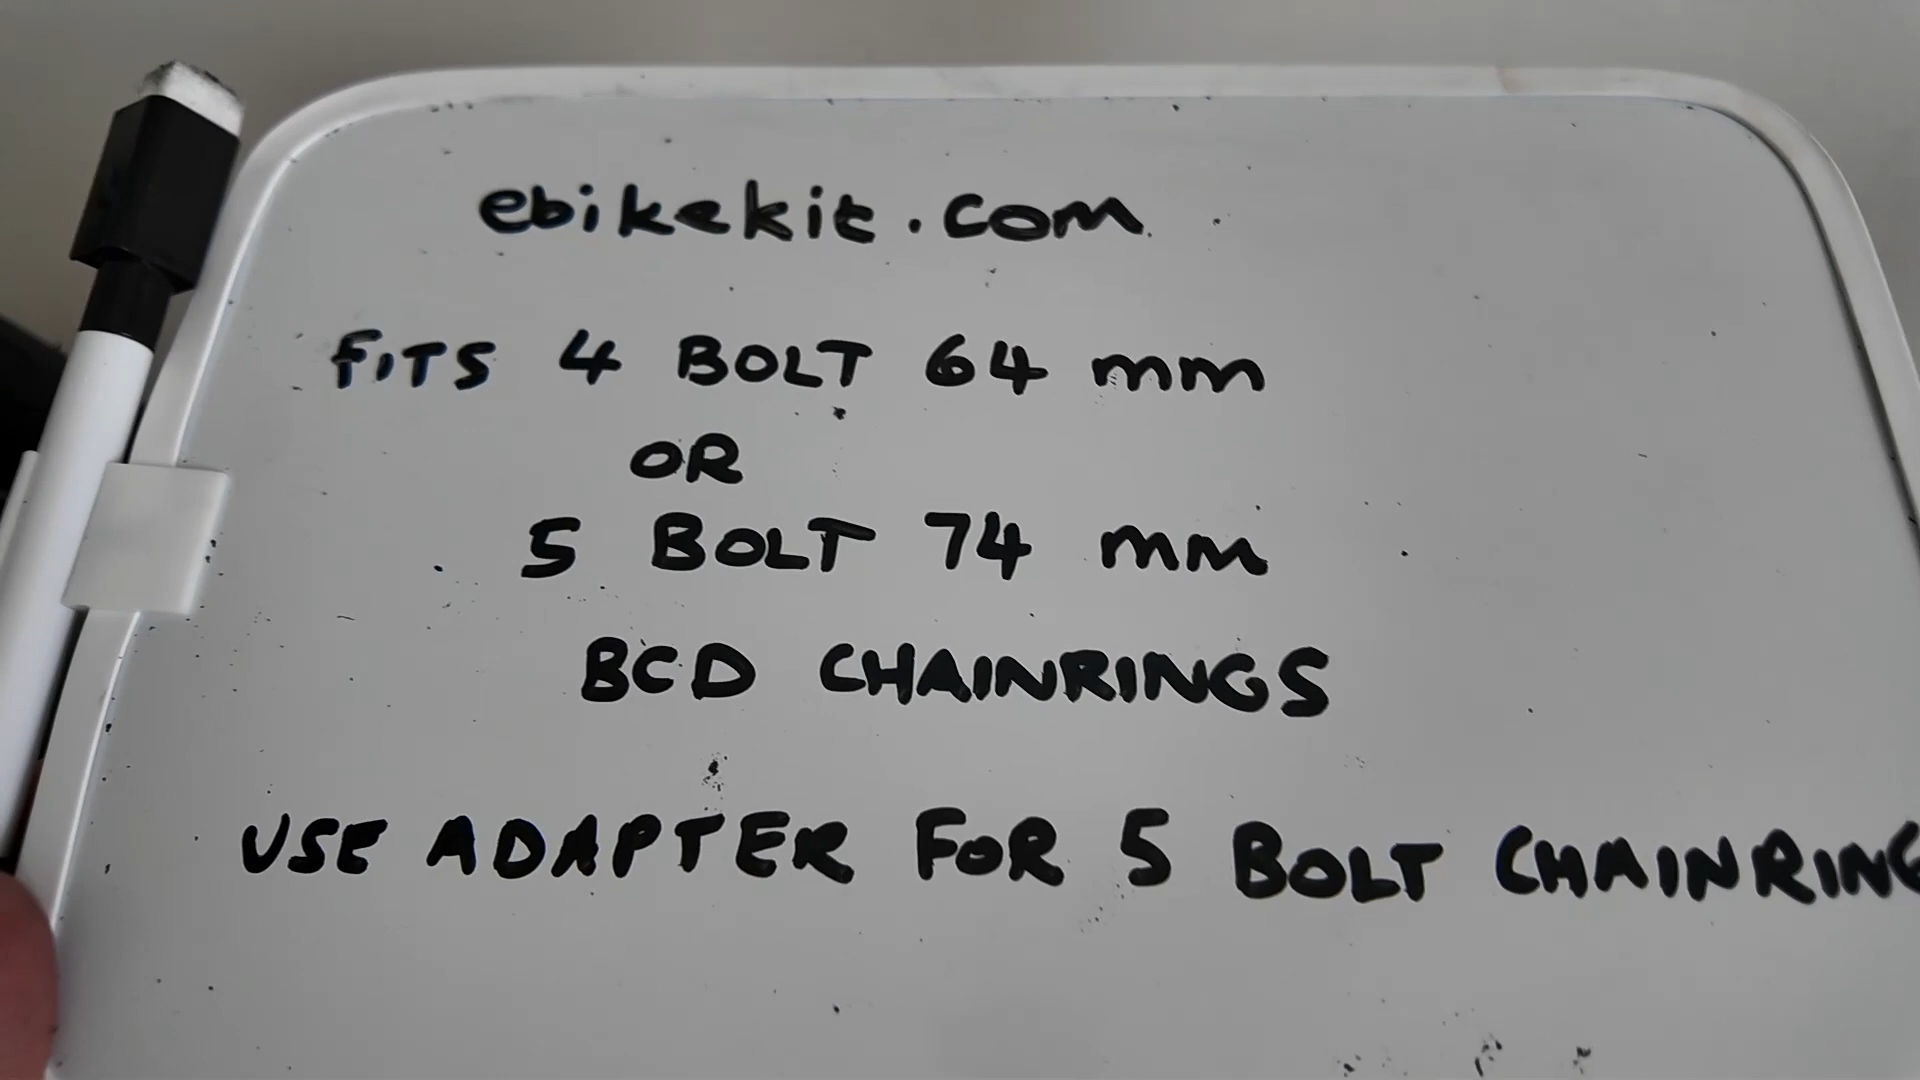 ebikekit.com
FITS 4 BOLT 64 mm
OR
5 BOLT 74 mm
BCD CHAINRINGS
USE ADAPTER FOR 5 BOLT CHAINRING